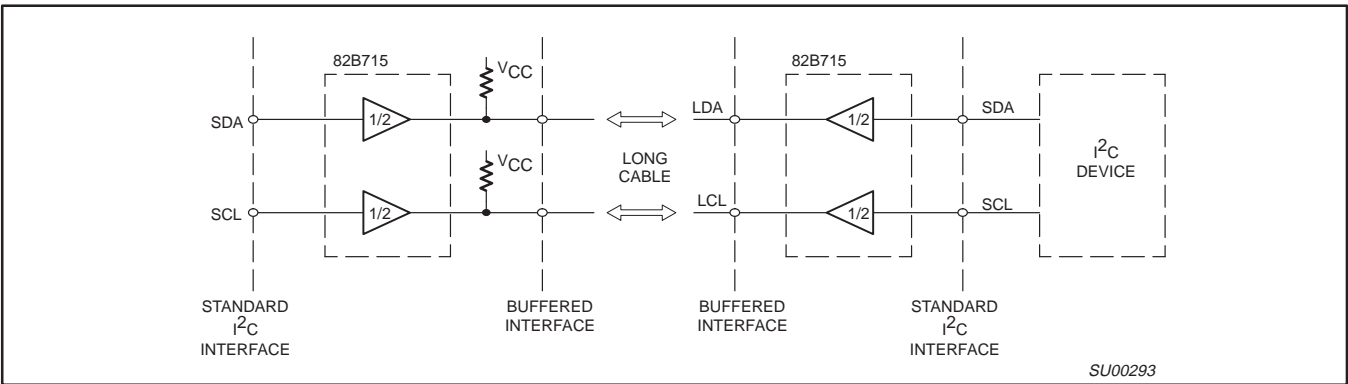 82B715
VCC
SDA
1/2
VCC
SCL
1/2
STANDARD
I2C
INTERFACE
BUFFERED
INTERFACE
LONG
CABLE
82B715
LDA
1/2
SDA
LCL
1/2
SCL
I2C
DEVICE
BUFFERED
INTERFACE
STANDARD
I2C
INTERFACE
SU00293